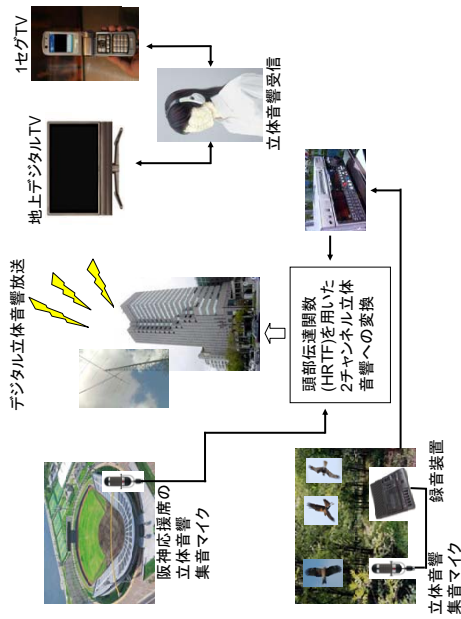 阪神応援席の
立体音響
集音マイク
立体音響
集音マイク
録音装置
デジタル立体音響放送
頭部伝達関数
(HRTF)を用いた
2チャンネル立体
音響への変換
地上デジタルTV
1セグTV
立体音響受信